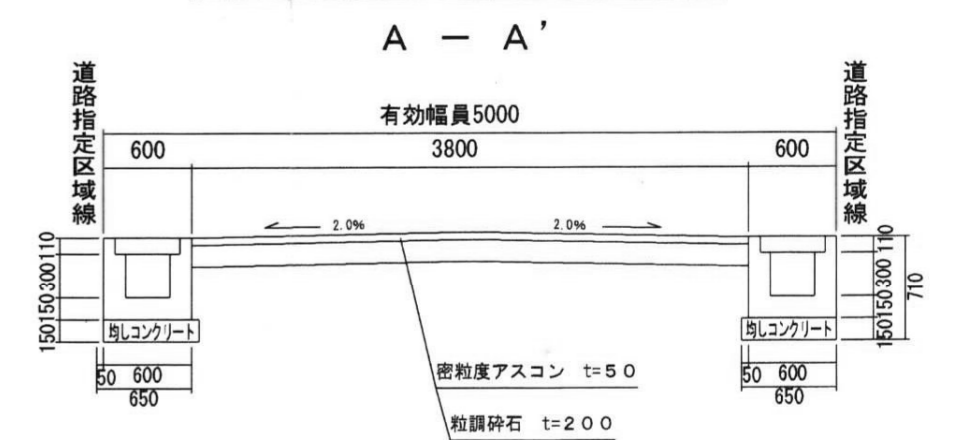 A － A’
道路指定区域線
道路指定区域線
有効幅員5000
600 3800 600
2.0% 2.0%
110
300
150
150
110
300
150
150
710
均しコンクリート
均しコンクリート
50 600
650
50 600
650
密粒度アスコン t=50
粒調砕石 t=200